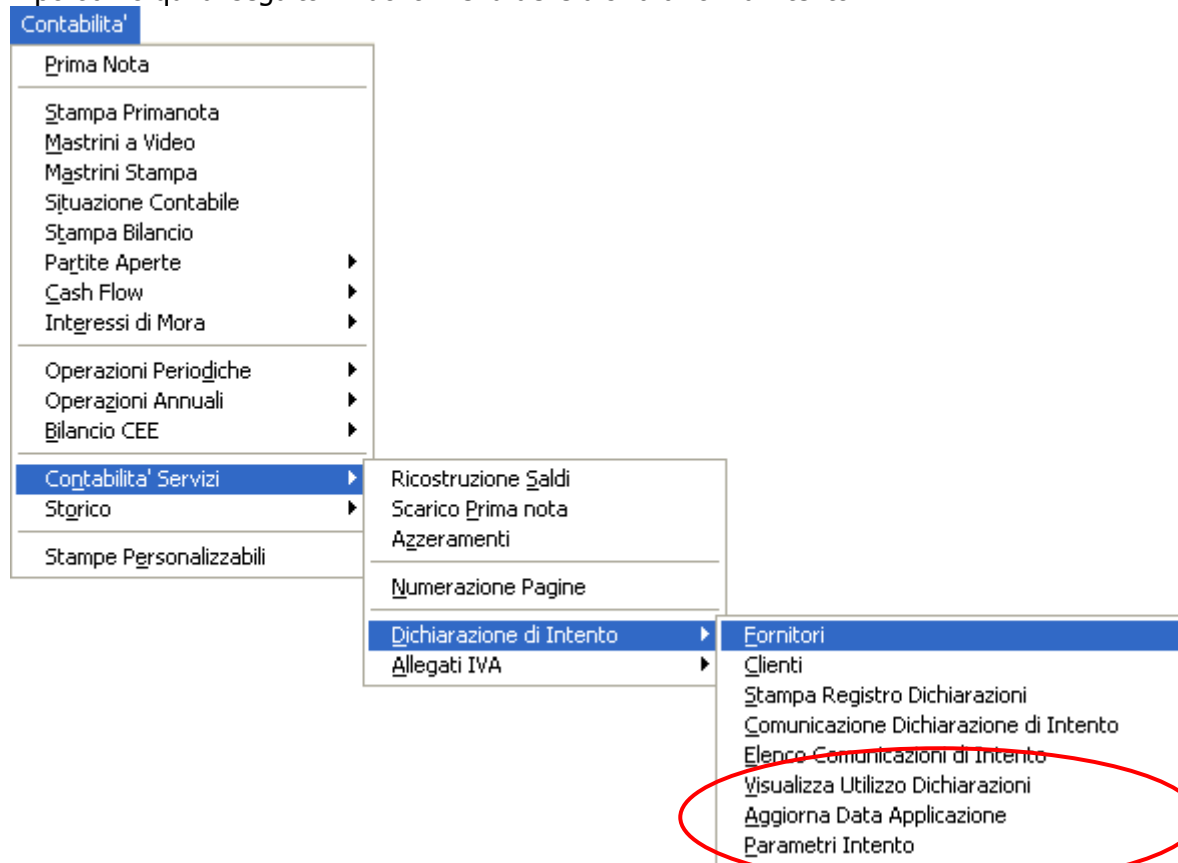 Contabilita'
Prima Nota
Stampa Primanota
Mastrini a Video
Mastrini Stampa
Situazione Contabile
Stampa Bilancio
Partite Aperte
Cash Flow
Interessi di Mora
Operazioni Periodiche
Operazioni Annuali
Bilancio CEE
Contabilita' Servizi
Storico
Stampe Personalizzabili
Ricostruzione Saldi
Scarico Prima nota
Azzeramenti
Numerazione Pagine
Dichiarazione di Intento
Allegati IVA
Fornitori
Clienti
Stampa Registro Dichiarazioni
Comunicazione Dichiarazione di Intento
Elenco Comunicazioni di Intento
Visualizza Utilizzo Dichiarazioni
Aggiorna Data Applicazione
Parametri Intento